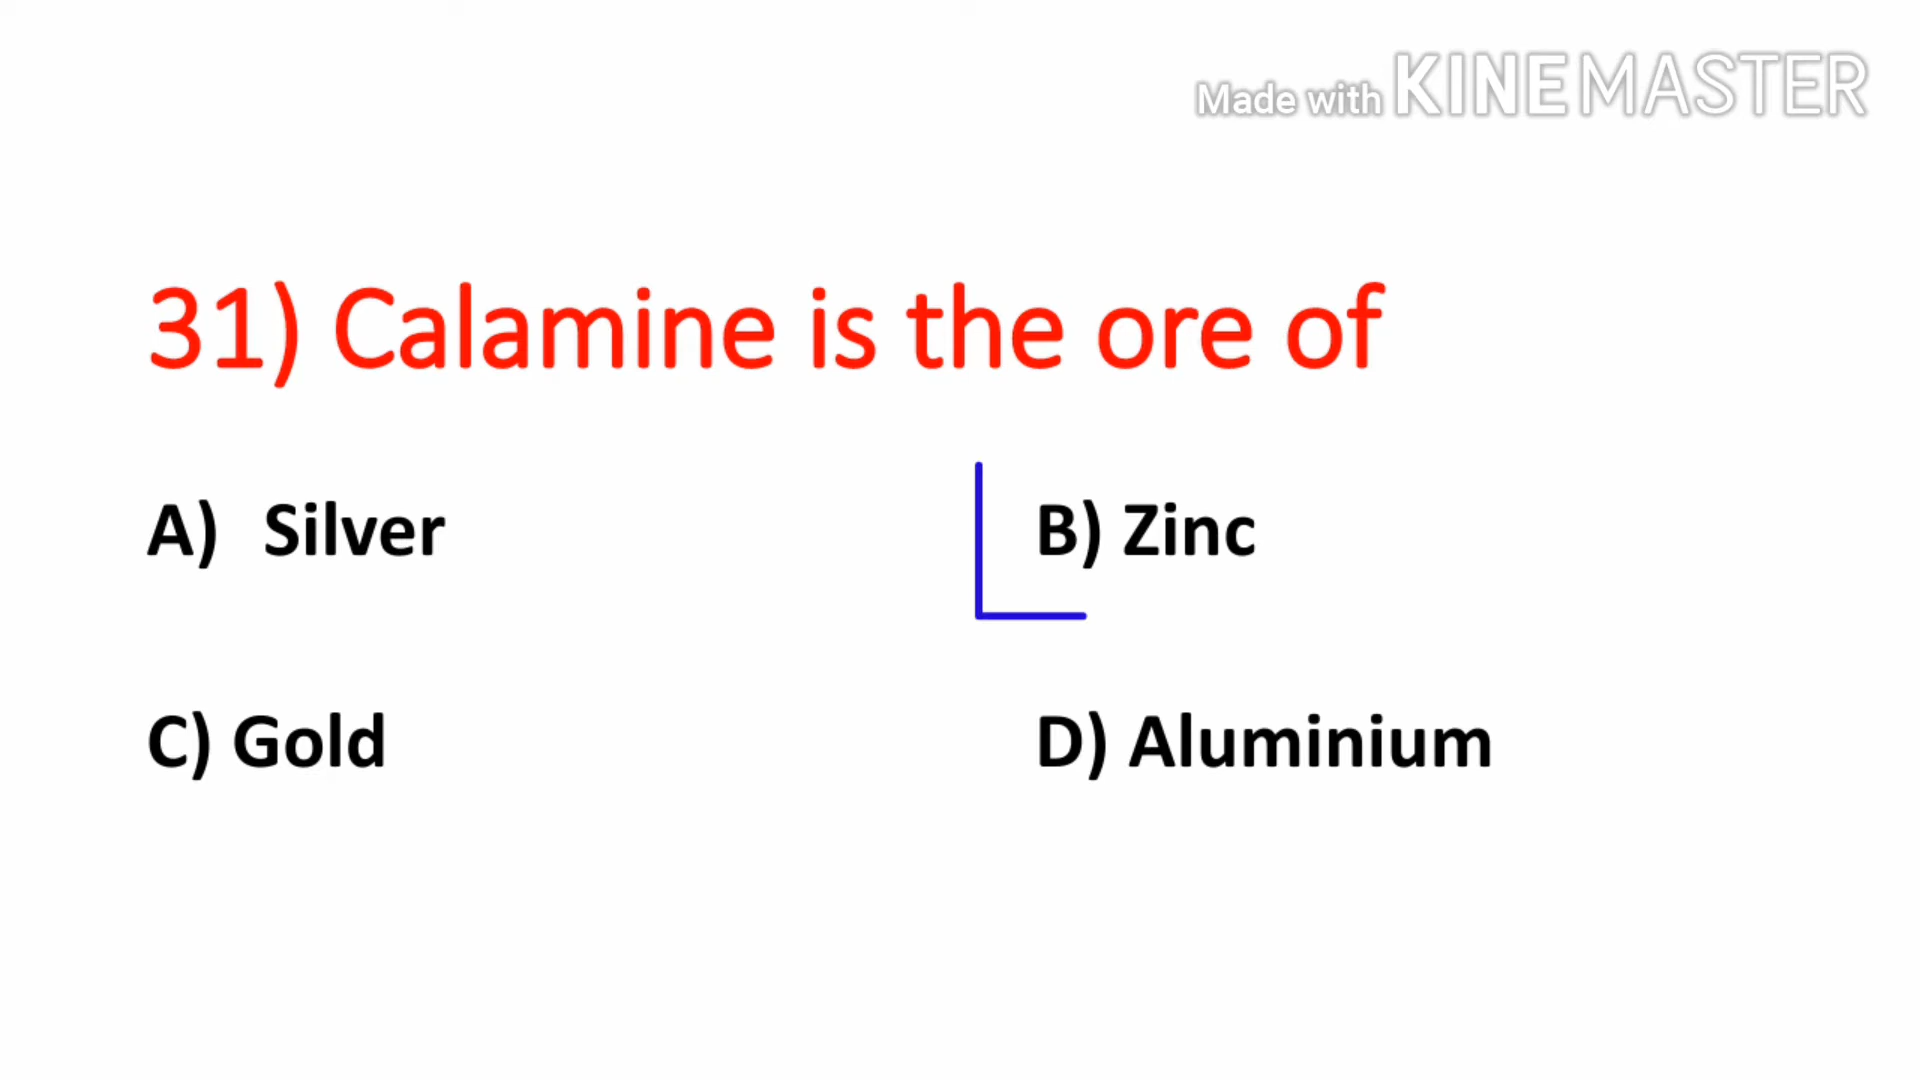 Made with KINEMASTER
31) Calamine is the ore of
A) Silver B) Zinc
C) Gold D) Aluminium